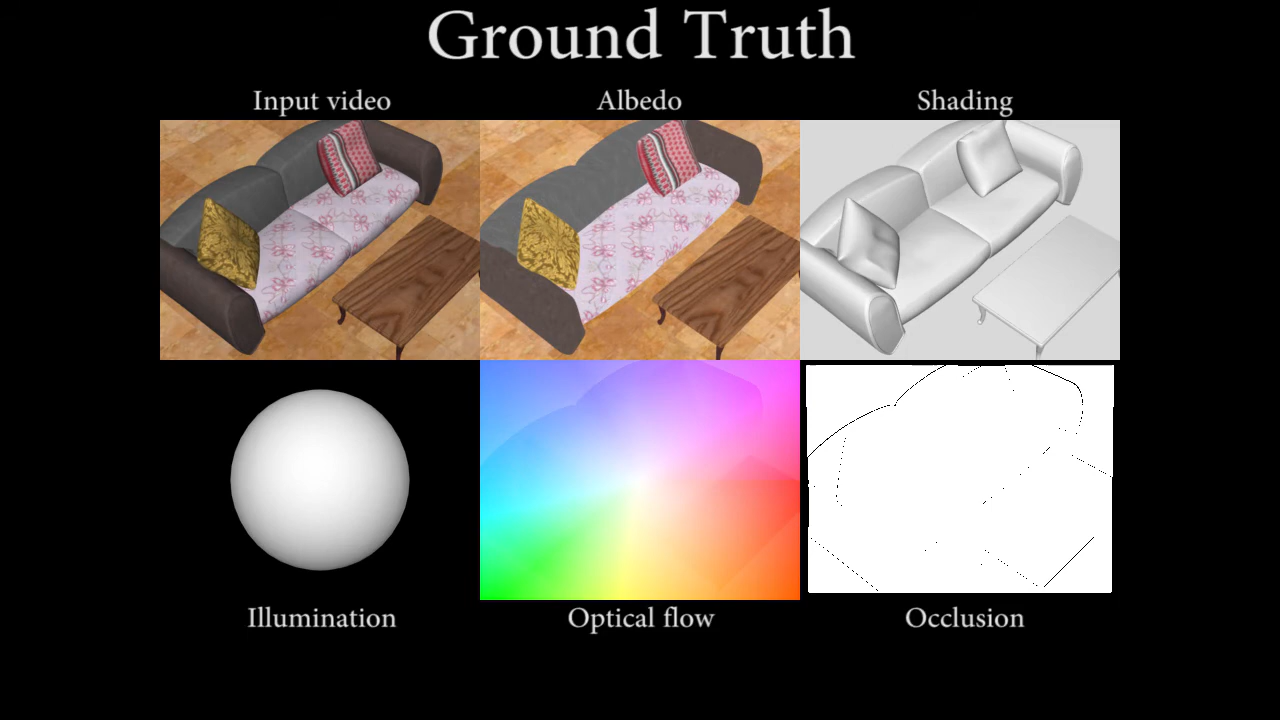 Ground Truth
Input video
Albedo
Shading
Illumination
Optical flow
Occlusion